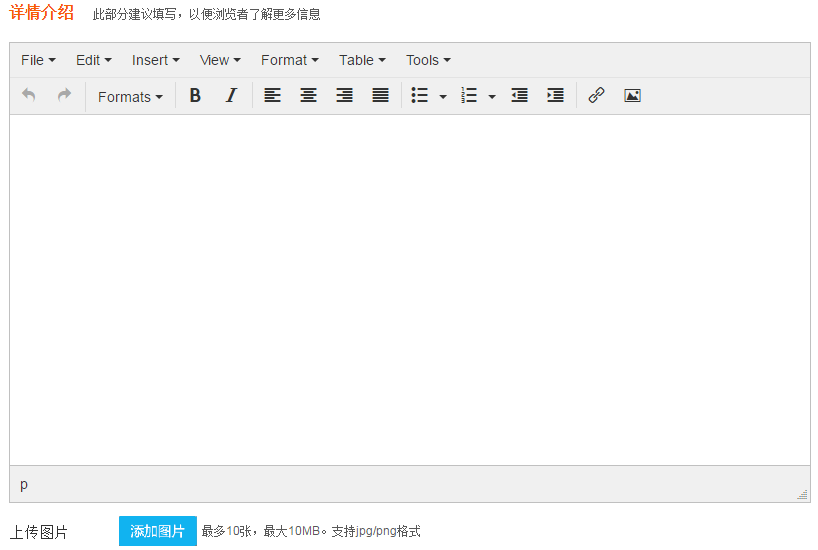 详情介绍 此部分建议填写，以便浏览者了解更多信息
File Edit Insert View Format Table Tools
Formats B I
p
上传图片 添加图片 最多10张，最大10MB。支持jpg/png格式